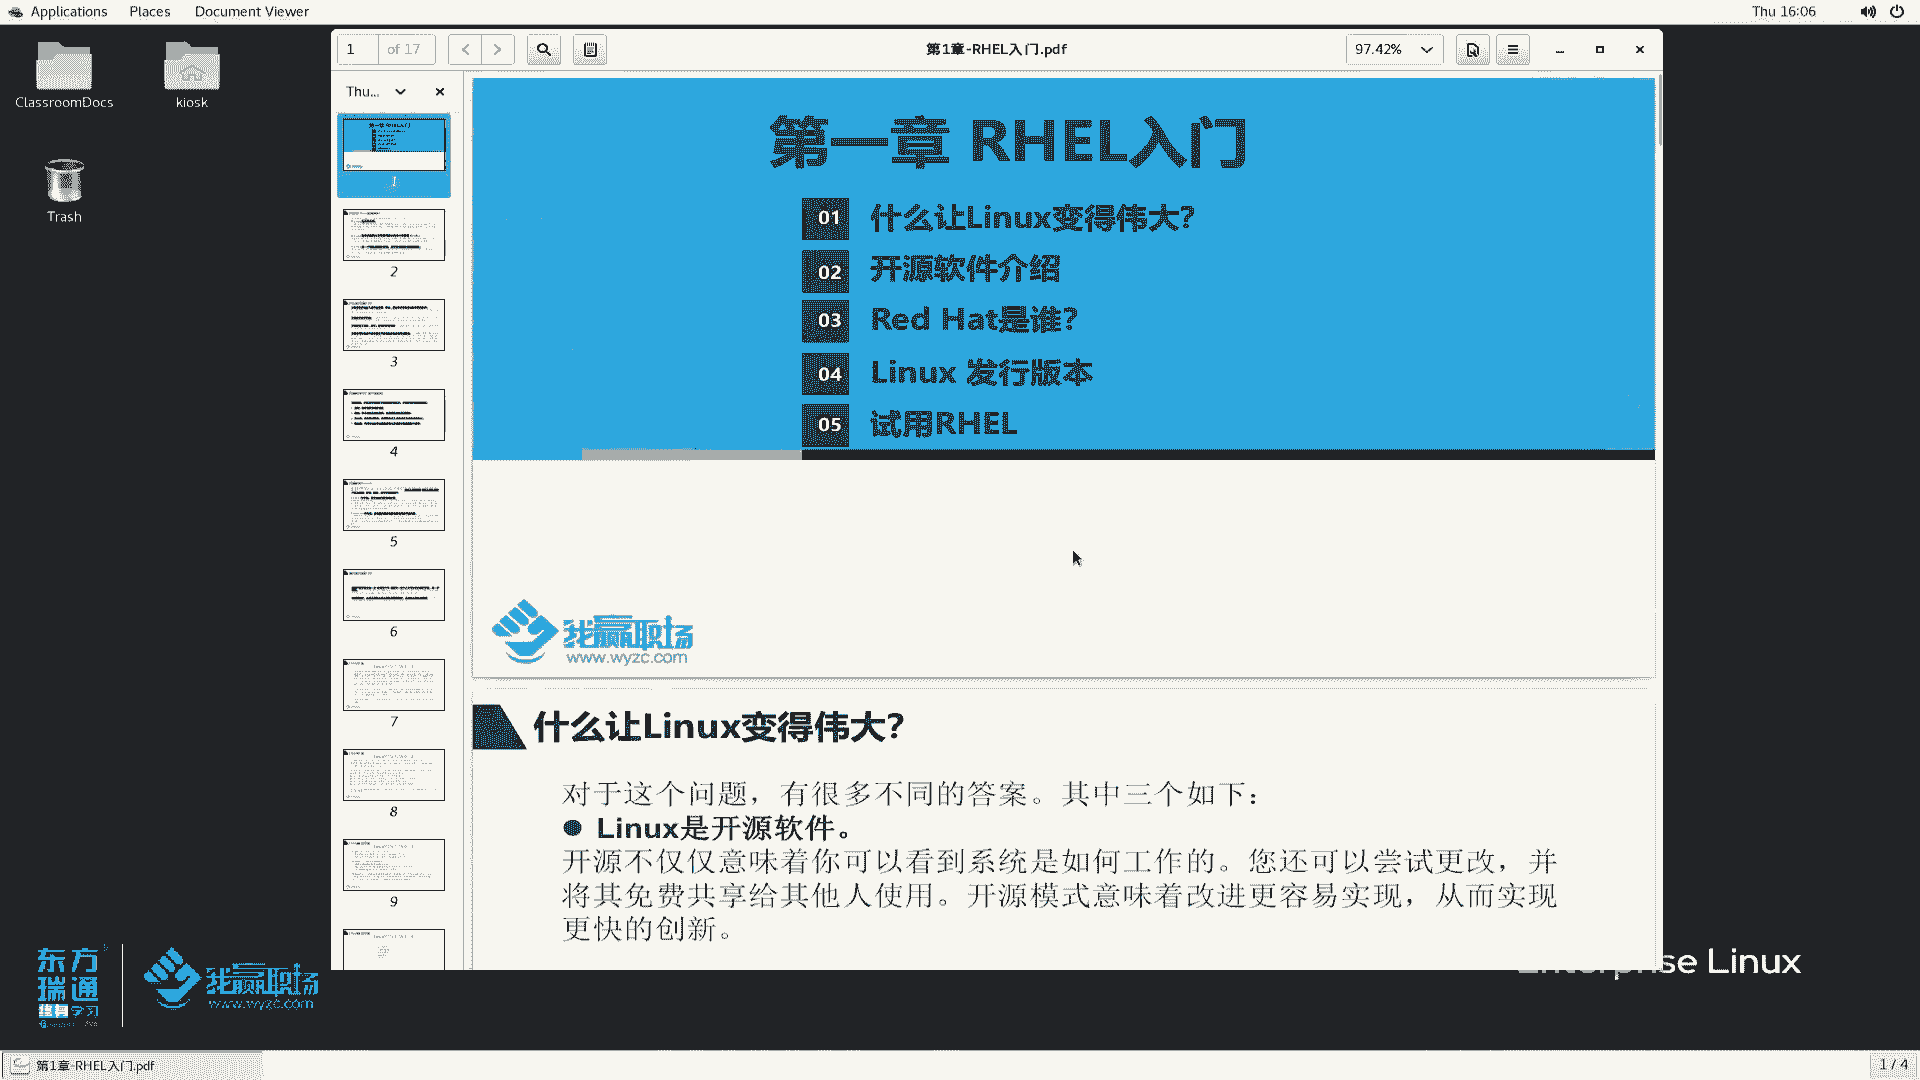 Applications Places Document Viewer Thu 16:06
ClassroomDocs
kiosk
Trash
1 of 17
第1章-RHEL入门.pdf
97.42%
Thu...
1
2
3
4
5
6
7
8
9
第一章 RHEL入门
01 什么让Linux变得伟大?
02 开源软件介绍
03 Red Hat是谁?
04 Linux 发行版本
05 试用RHEL
我赢职场
www.wyzc.com
什么让Linux变得伟大?
对于这个问题，有很多不同的答案。其中三个如下：
● Linux是开源软件。
开源不仅仅意味着你可以看到系统是如何工作的。您还可以尝试更改，并
将其免费共享给其他人使用。开源模式意味着改进更容易实现，从而实现
更快的创新。
Enterprise Linux
东方
瑞通
终身学习
我赢职场
www.wyzc.com
第1章-RHEL入门.pdf
1 / 4